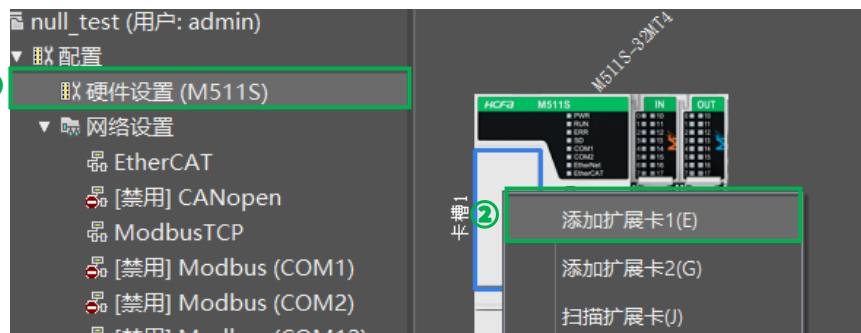 null_test (用户: admin)
配置
硬件设置 (M511S)
网络设置
EtherCAT
[禁用] CANopen
ModbusTCP
[禁用] Modbus (COM1)
[禁用] Modbus (COM2)
M511S-32MT4
HCFA M511S IN OUT
PWR
RUN
ERR
SD
COM1
COM2
EtherNet
EtherCAT
卡槽1
②
添加扩展卡1(E)
添加扩展卡2(G)
扫描扩展卡(J)